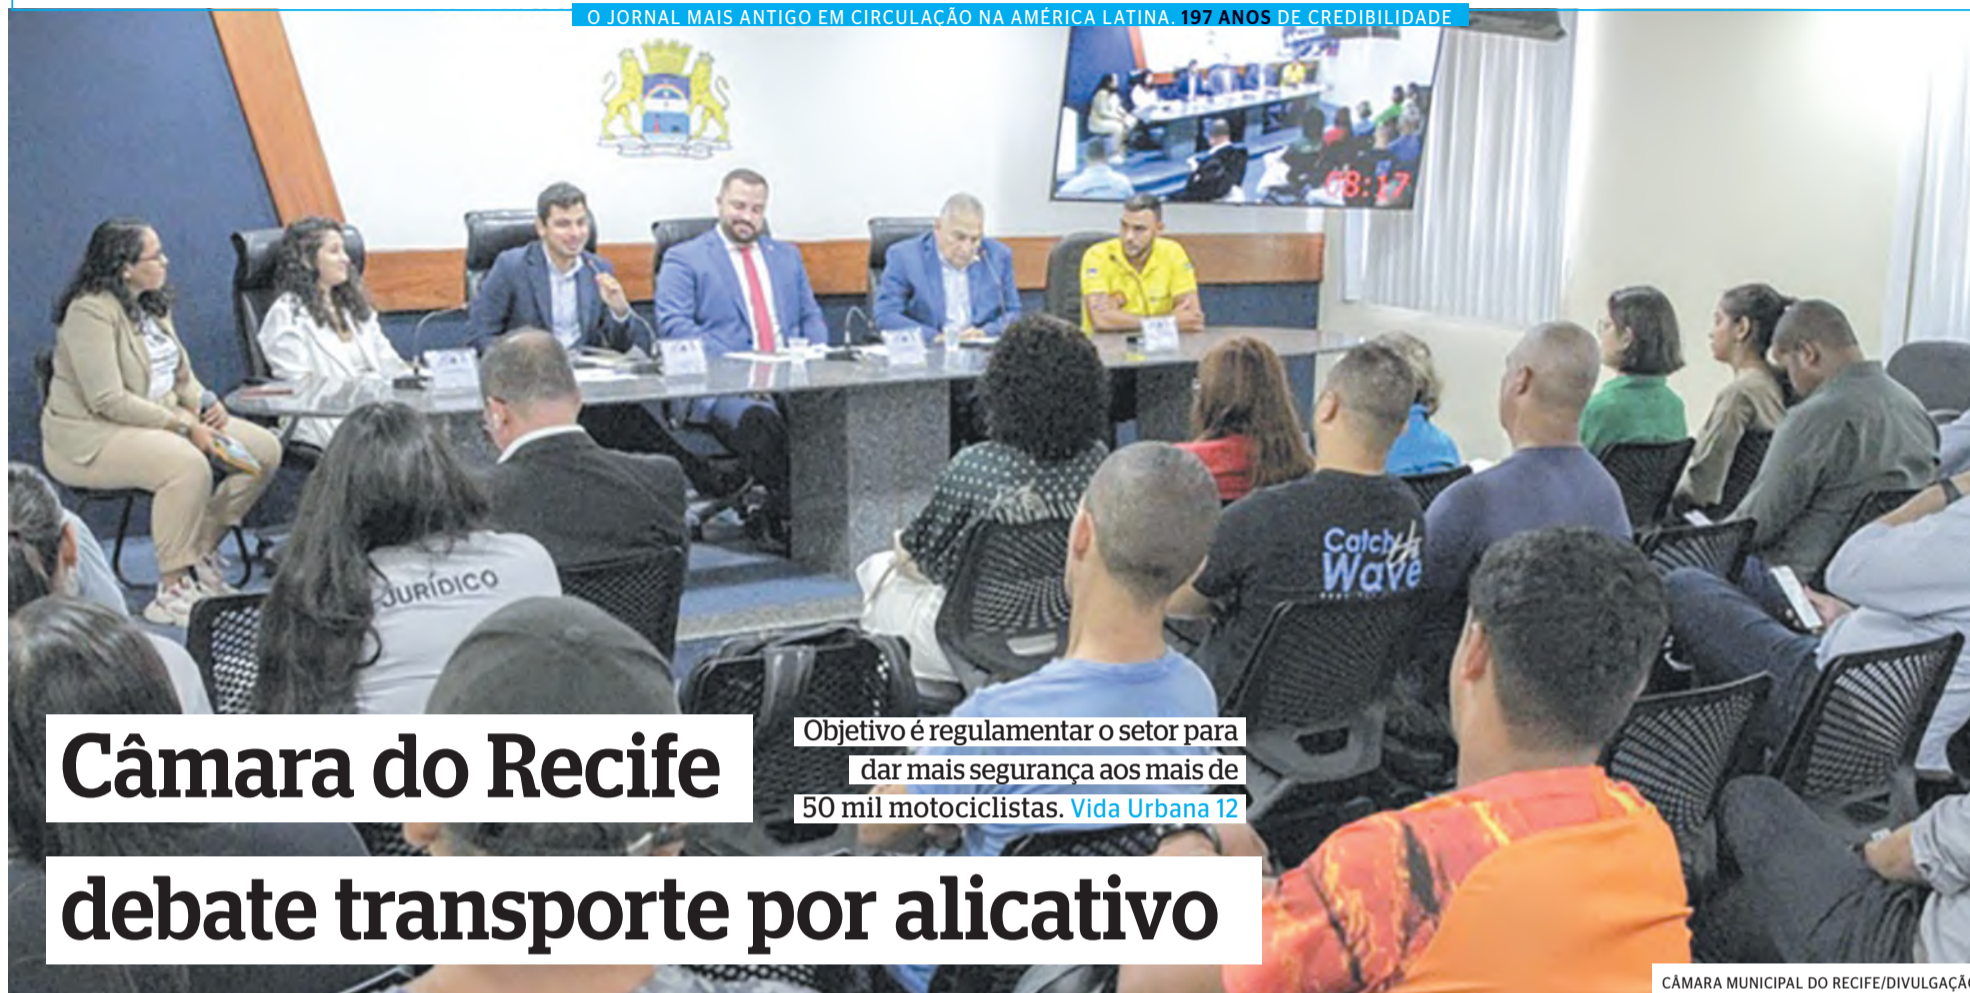 O JORNAL MAIS ANTIGO EM CIRCULAÇÃO NA AMÉRICA LATINA. 197 ANOS DE CREDIBILIDADE
08:17
JURÍDICO
Catch the
Wave
Câmara do Recife
debate transporte por alicativo
Objetivo é regulamentar o setor para
dar mais segurança aos mais de
50 mil motociclistas. Vida Urbana 12
CÂMARA MUNICIPAL DO RECIFE/DIVULGAÇÃO